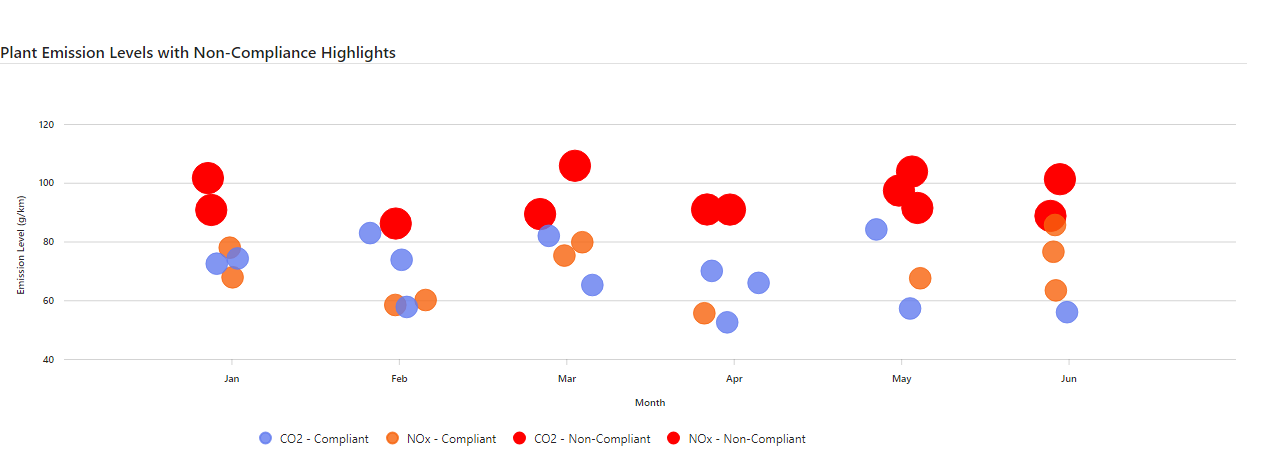 Plant Emission Levels with Non-Compliance Highlights
Emission Level (g/km)
120
100
80
60
40
Jan Feb Mar Apr May Jun
Month
CO2 - Compliant NOx - Compliant CO2 - Non-Compliant NOx - Non-Compliant